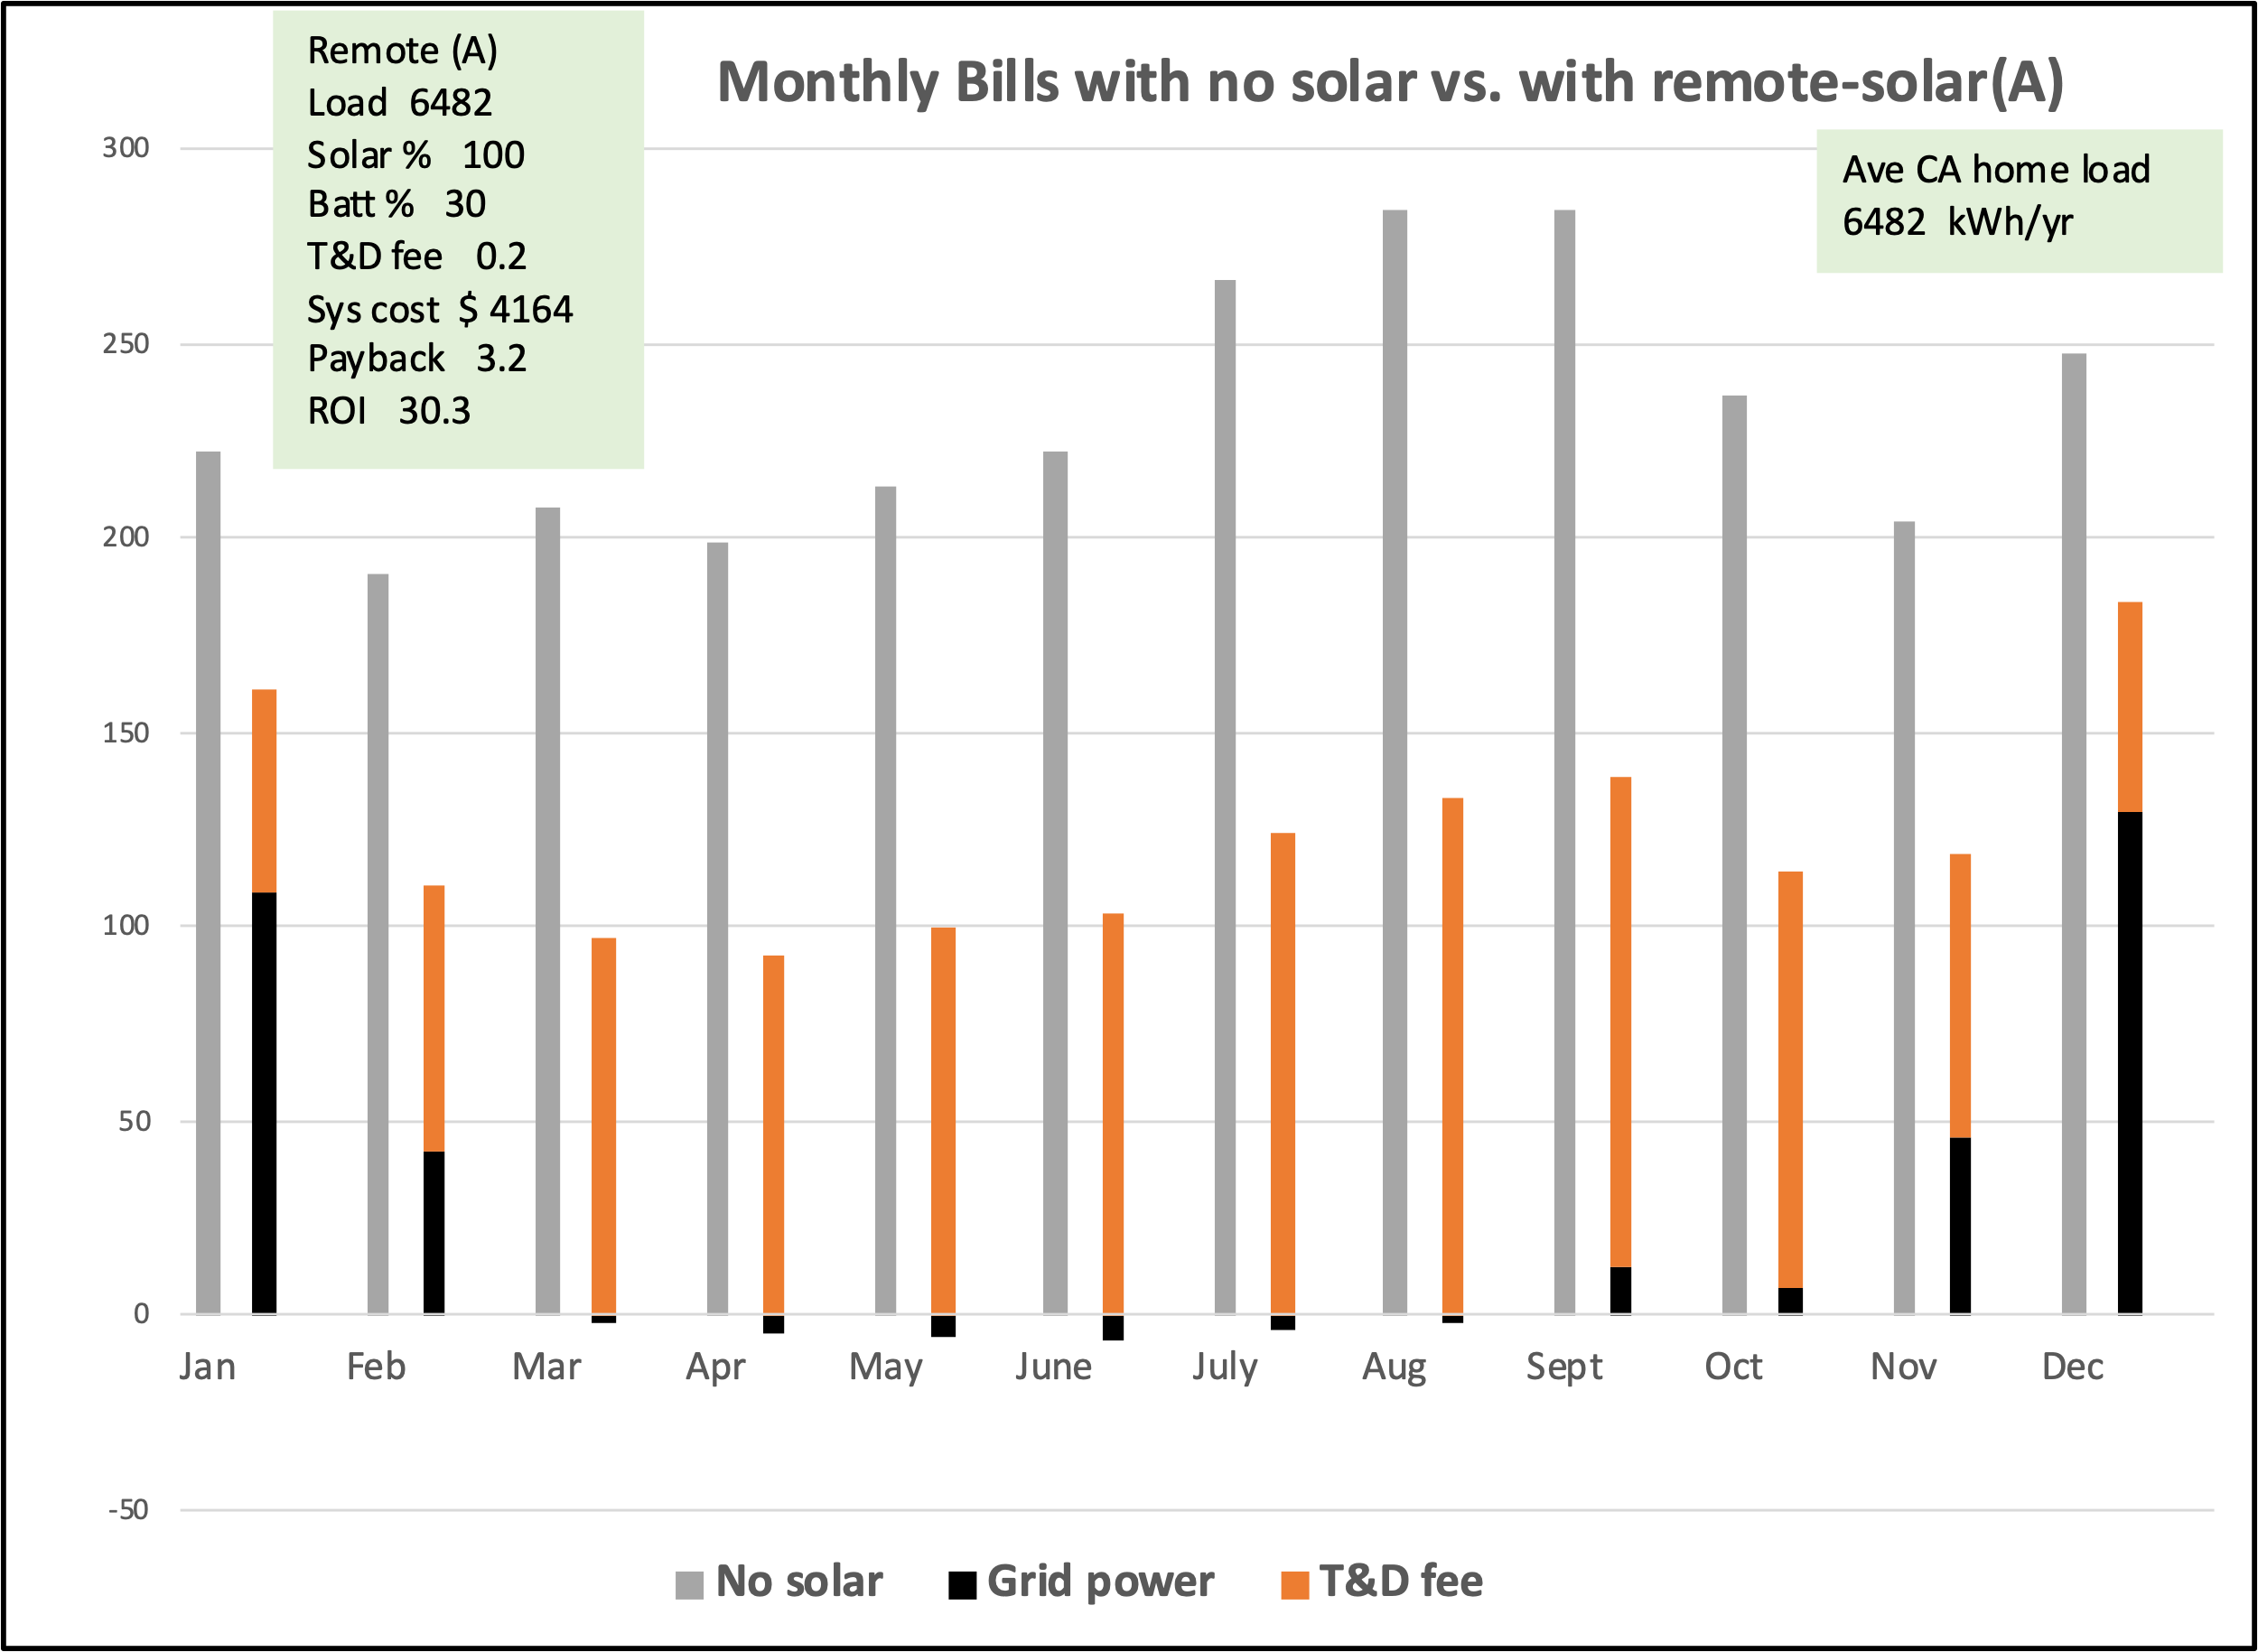 Remote (A)
Load 6482
Solar % 100
Batt % 30
T&D fee 0.2
Sys cost $ 4164
Payback 3.2
ROI 30.3
Monthly Bills with no solar vs. with remote-solar(A)
Ave CA home load
6482 kWh/yr
300
250
200
150
100
50
0
-50
Jan Feb Mar Apr May June July Aug Sept Oct Nov Dec
No solar Grid power T&D fee